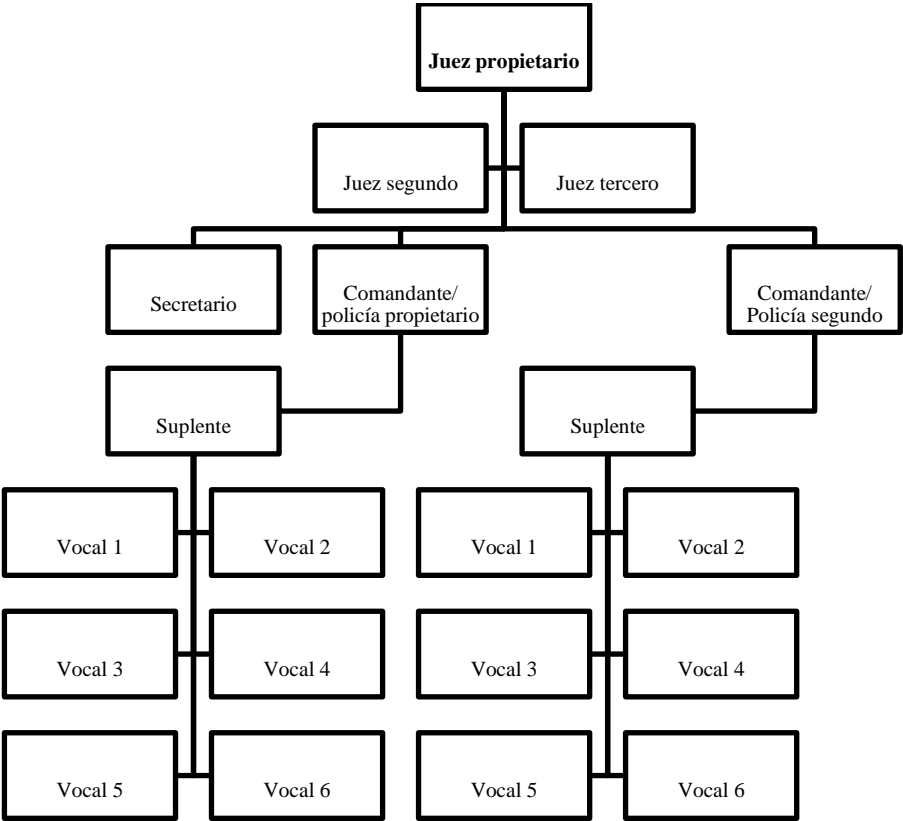 Juez propietario
Juez segundo
Juez tercero
Secretario
Comandante/
policía propietario
Comandante/
Policía segundo
Suplente
Suplente
Vocal 1
Vocal 2
Vocal 1
Vocal 2
Vocal 3
Vocal 4
Vocal 3
Vocal 4
Vocal 5
Vocal 6
Vocal 5
Vocal 6